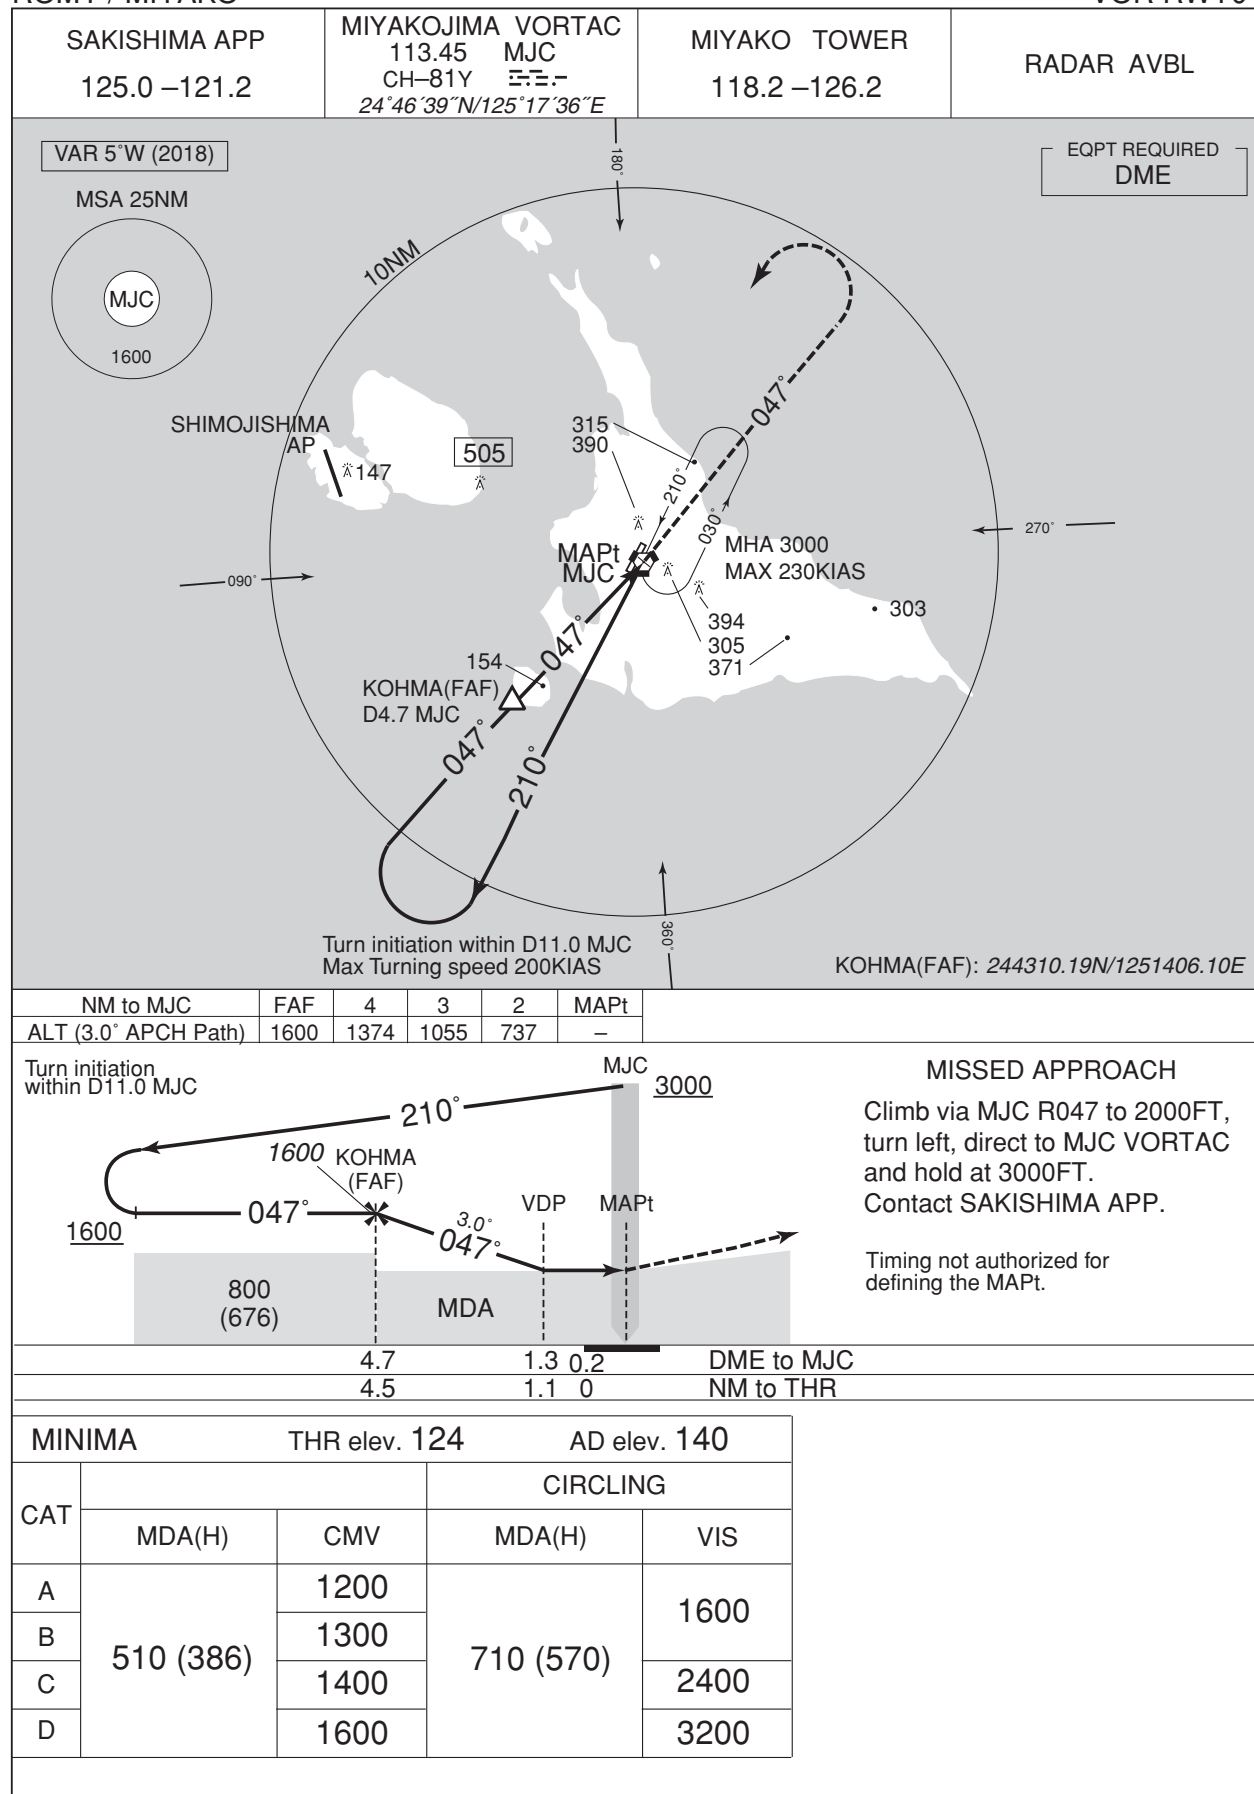 SAKISHIMA APP
125.0 –121.2
MIYAKOJIMA VORTAC
113.45 MJC
CH–81Y
24˚46´39˝N/125˚17´36˝E
MIYAKO TOWER
118.2 –126.2
RADAR AVBL
VAR 5˚W (2018)
MSA 25NM
MJC
1600
180˚
EQPT REQUIRED
DME
10NM
SHIMOJISHIMA
AP
147
505
315
390
047˚
210˚
030˚
270˚
090˚
MAPt
MJC
MHA 3000
MAX 230KIAS
303
394
305
371
154
KOHMA(FAF)
D4.7 MJC
047˚
047˚
210˚
360˚
Turn initiation within D11.0 MJC
Max Turning speed 200KIAS
KOHMA(FAF): 244310.19N/1251406.10E
NM to MJC FAF 4 3 2 MAPt
ALT (3.0˚ APCH Path) 1600 1374 1055 737 –
Turn initiation
within D11.0 MJC
MJC
3000
210˚
1600 KOHMA
(FAF)
VDP MAPt
1600
047˚
3.0˚
047˚
800
(676)
MDA
MISSED APPROACH
Climb via MJC R047 to 2000FT,
turn left, direct to MJC VORTAC
and hold at 3000FT.
Contact SAKISHIMA APP.
Timing not authorized for
defining the MAPt.
4.7 1.3 0.2 DME to MJC
4.5 1.1 0 NM to THR
MINIMA THR elev. 124 AD elev. 140
CAT CIRCLING
MDA(H) CMV MDA(H) VIS
A 510 (386) 1200 710 (570) 1600
B 1300
C 1400 2400
D 1600 3200